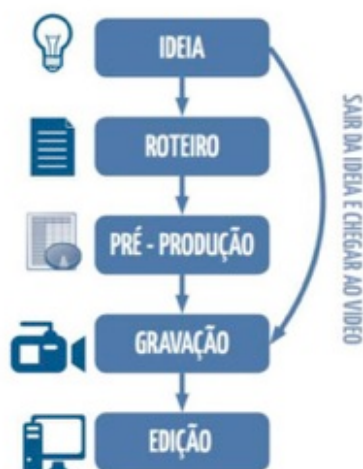 IDEIA
ROTEIRO
PRÉ - PRODUÇÃO
GRAVAÇÃO
EDIÇÃO
SAIR DA IDEIA E CHEGAR AO VIDEO